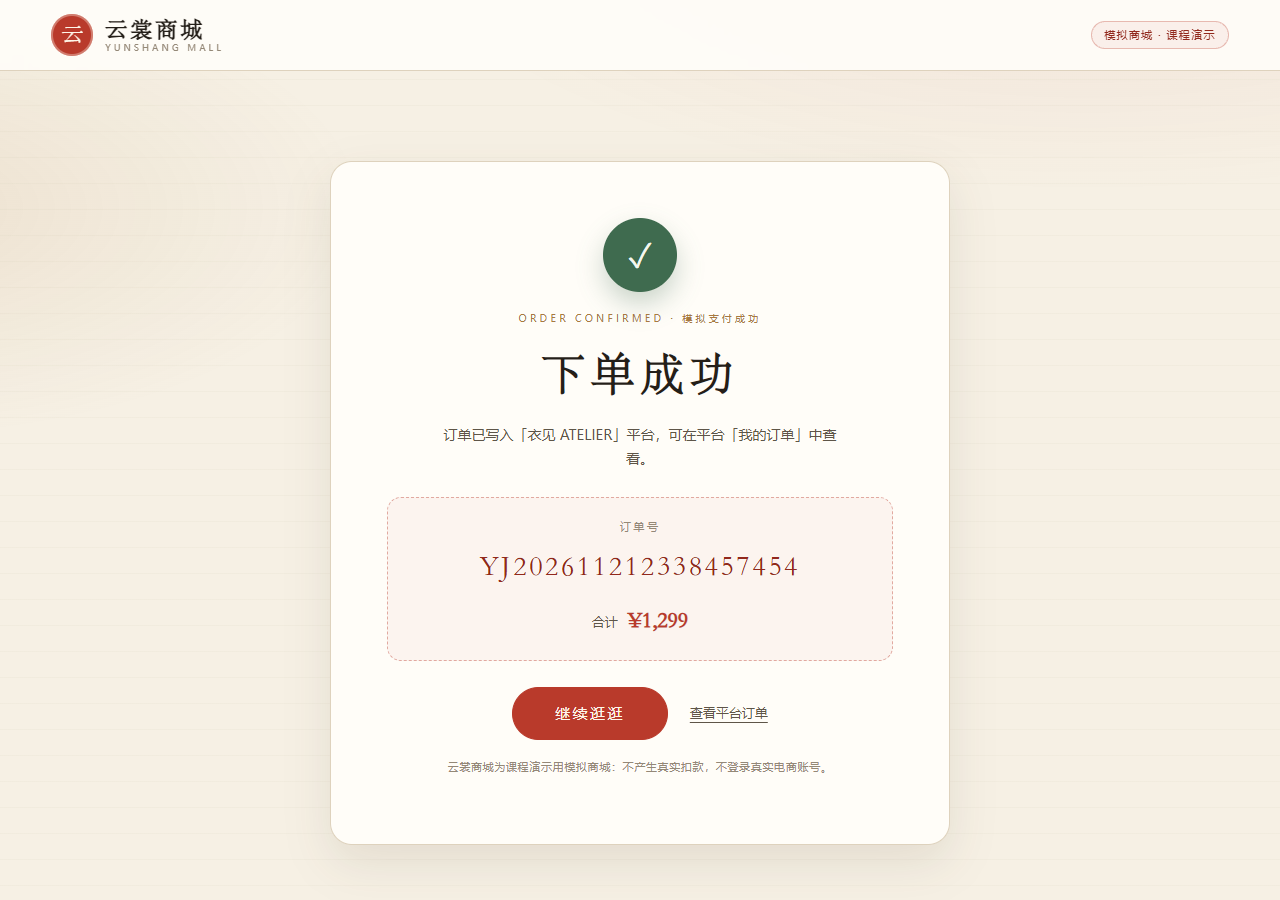 云
云裳商城
YUNSHANG MALL
模拟商城 · 课程演示
✓
ORDER CONFIRMED · 模拟支付成功
下单成功
订单已写入「衣见 ATELIER」平台，可在平台「我的订单」中查
看。
订单号
YJ202611212338457454
合计 ¥1,299
继续逛逛
查看平台订单
云裳商城为课程演示用模拟商城：不产生真实扣款，不登录真实电商账号。